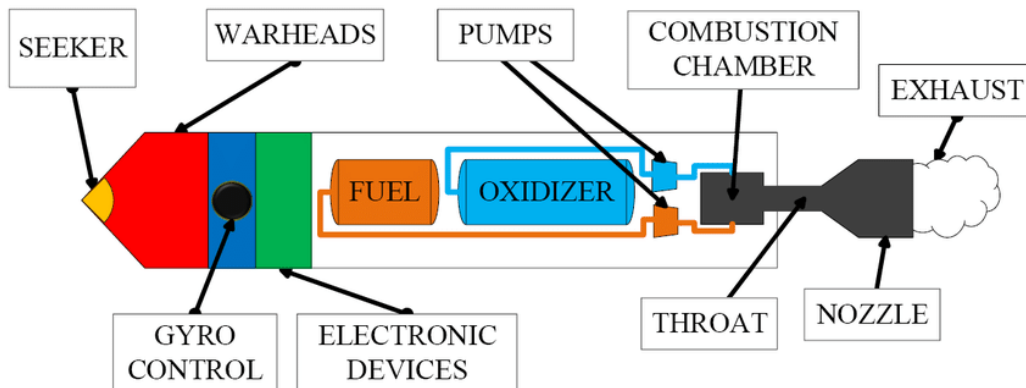 SEEKER
WARHEADS
PUMPS
COMBUSTION
CHAMBER
EXHAUST
FUEL
OXIDIZER
GYRO
CONTROL
ELECTRONIC
DEVICES
THROAT
NOZZLE